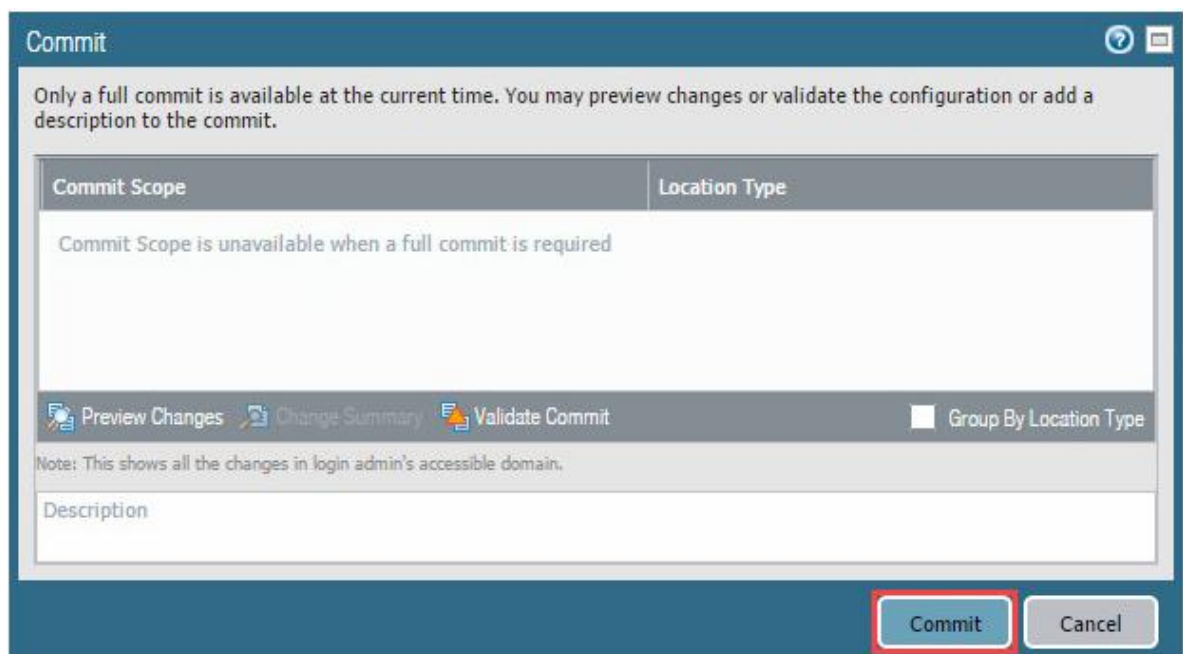 Commit
Only a full commit is available at the current time. You may preview changes or validate the configuration or add a
description to the commit.
Commit Scope Location Type
Commit Scope is unavailable when a full commit is required
Preview Changes Change Summary Validate Commit Group By Location Type
Note: This shows all the changes in login admin's accessible domain.
Description
Commit Cancel